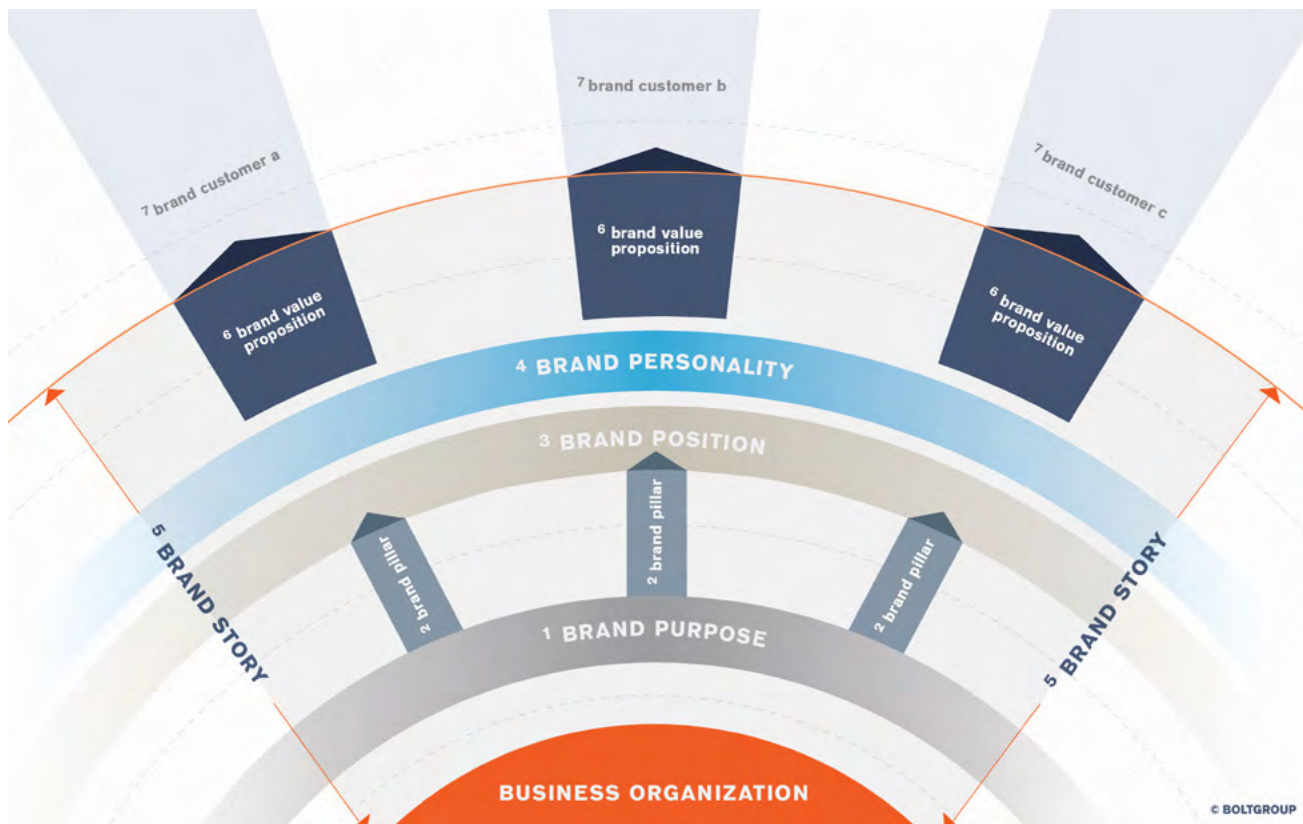 7 brand customer a
7 brand customer b
7 brand customer c
6 brand value
proposition
6 brand value
proposition
6 brand value
proposition
4 BRAND PERSONALITY
3 BRAND POSITION
2 brand pillar
2 brand pillar
2 brand pillar
5 BRAND STORY
5 BRAND STORY
1 BRAND PURPOSE
BUSINESS ORGANIZATION
© BOLTGROUP